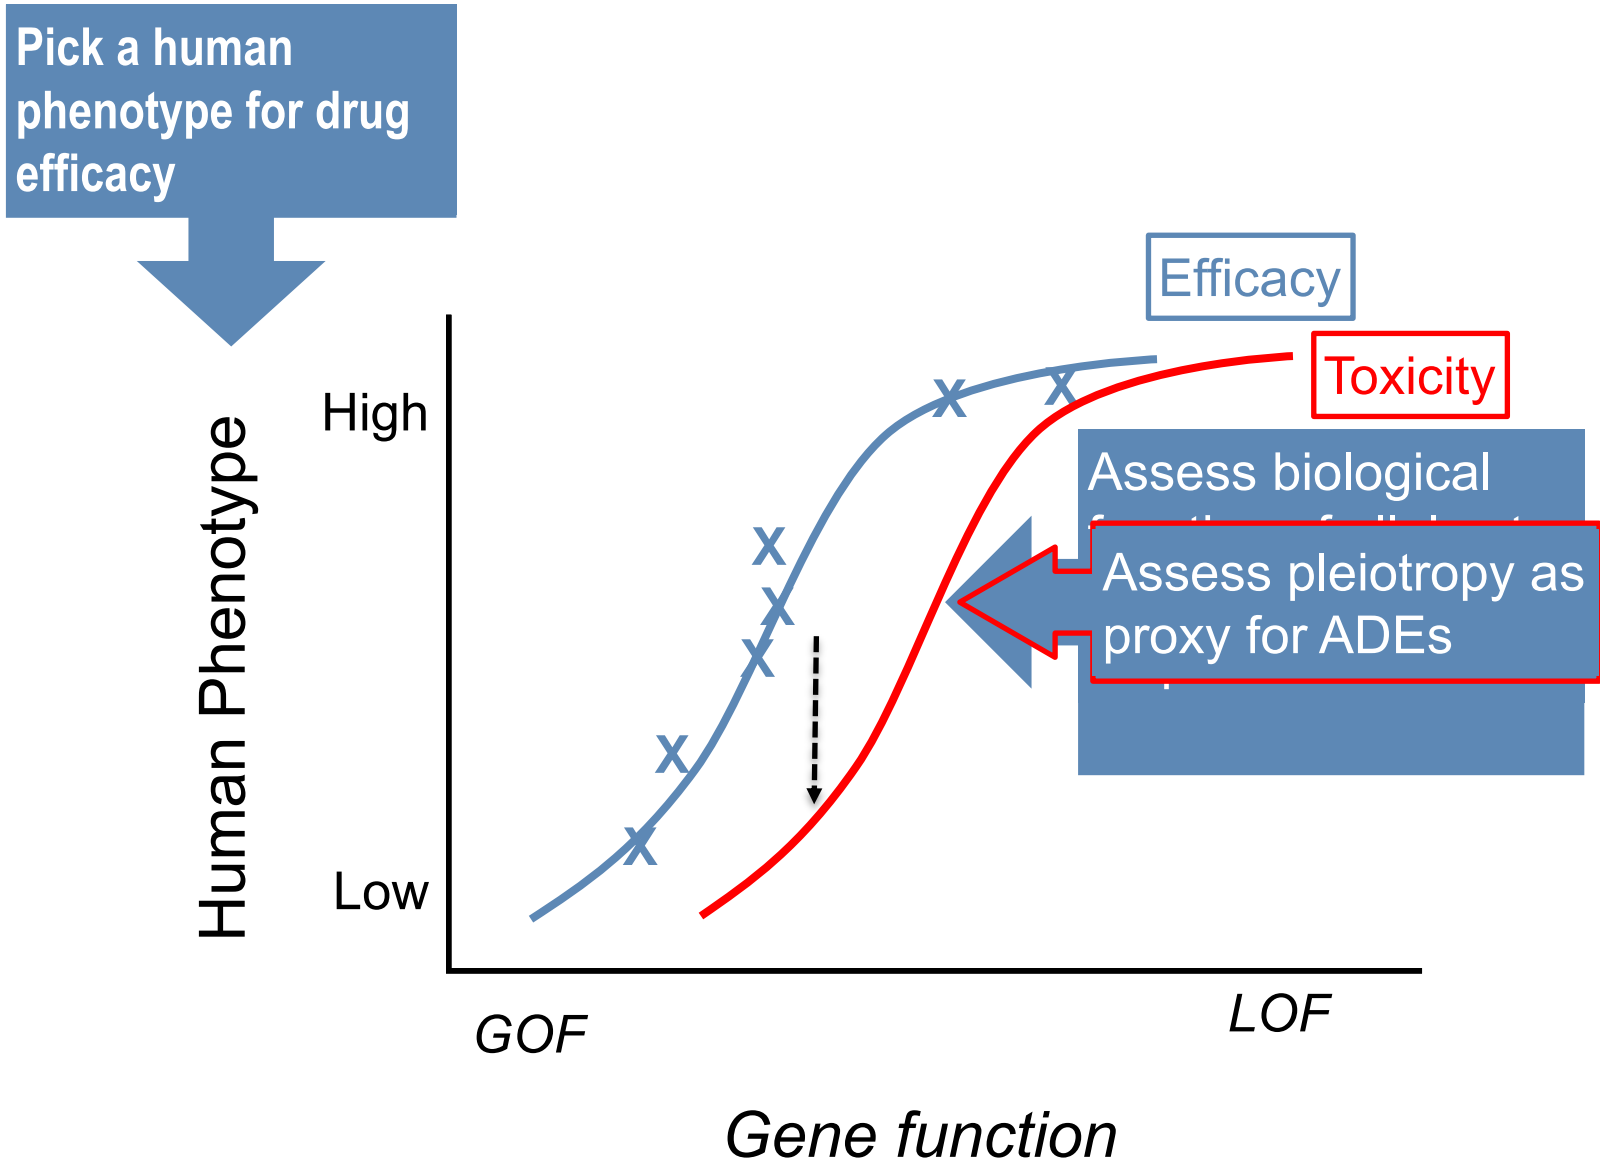 Pick a human
phenotype for drug
efficacy
Efficacy
Toxicity
High
Assess biological
Assess pleiotropy as
proxy for ADEs
Human Phenotype
X
X
X
X
X
X
X
Low
GOF
LOF
Gene function